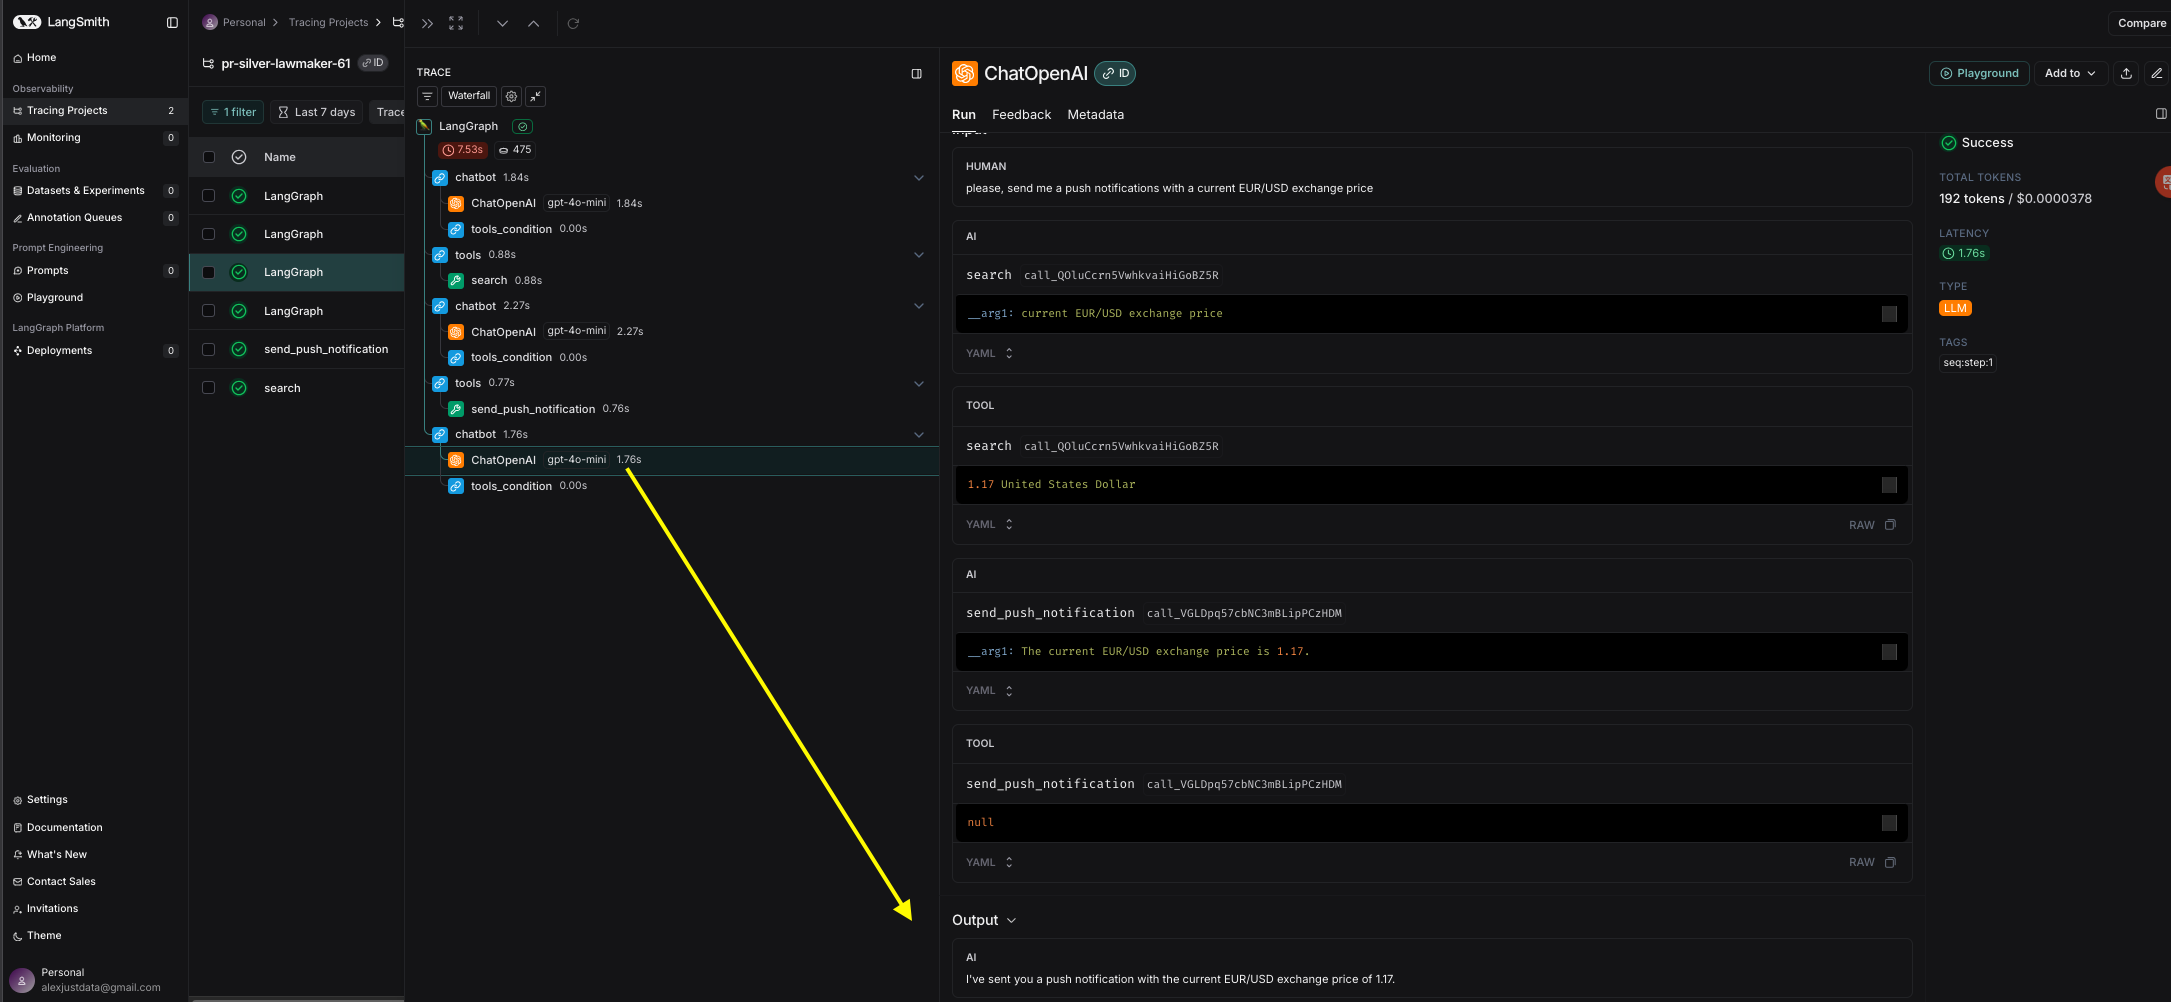 LangSmith
Home
Observability
Tracing Projects 2
Monitoring 0
Evaluation
Datasets & Experiments 0
Annotation Queues 0
Prompt Engineering
Prompts 0
Playground
LangGraph Platform
Deployments 0
Settings
Documentation
What's New
Contact Sales
Invitations
Theme
Personal
alexjustdata@gmail.com
Personal > Tracing Projects >
pr-silver-lawmaker-61 ID
1 filter Last 7 days Trace
Name
LangGraph
LangGraph
LangGraph
LangGraph
send_push_notification
search
TRACE
Waterfall
LangGraph
7.53s 475
chatbot 1.84s
ChatOpenAI gpt-4o-mini 1.84s
tools_condition 0.00s
tools 0.88s
search 0.88s
chatbot 2.27s
ChatOpenAI gpt-4o-mini 2.27s
tools_condition 0.00s
tools 0.77s
send_push_notification 0.76s
chatbot 1.76s
ChatOpenAI gpt-4o-mini 1.76s
tools_condition 0.00s
Compare
ChatOpenAI ID
Playground Add to
Run Feedback Metadata
Input
HUMAN
please, send me a push notifications with a current EUR/USD exchange price
AI
search call_QOluCcrn5VwhkvaiHiGoBZ5R
__arg1: current EUR/USD exchange price
YAML
TOOL
search call_QOluCcrn5VwhkvaiHiGoBZ5R
1.17 United States Dollar
YAML RAW
AI
send_push_notification call_VGLDpq57cbNC3mBLipPCzHDM
__arg1: The current EUR/USD exchange price is 1.17.
YAML
TOOL
send_push_notification call_VGLDpq57cbNC3mBLipPCzHDM
null
YAML RAW
Output
AI
I've sent you a push notification with the current EUR/USD exchange price of 1.17.
Success
TOTAL TOKENS
192 tokens / $0.0000378
LATENCY
1.76s
TYPE
LLM
TAGS
seq:step:1